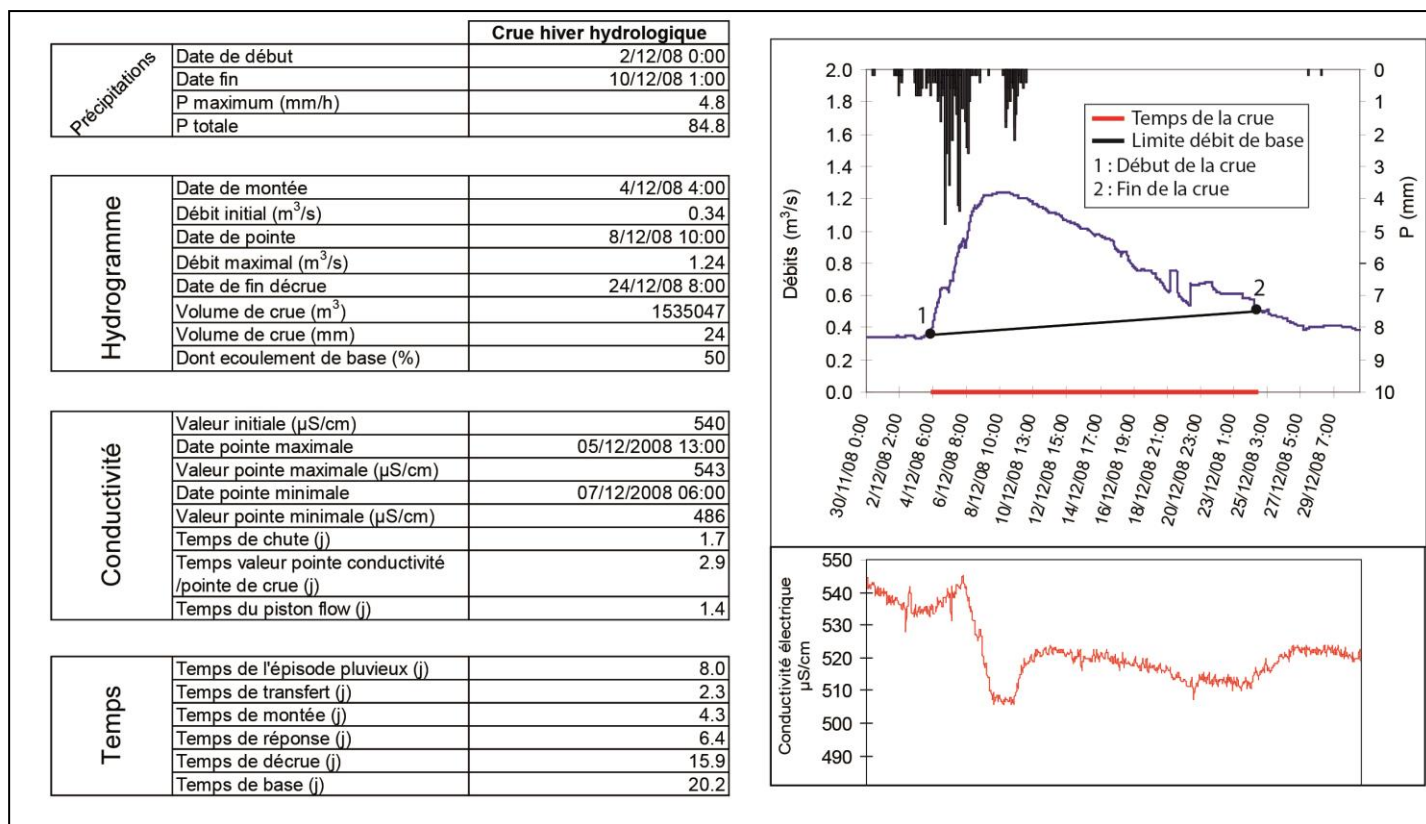 Crue hiver hydrologique
Précipitations
Date de début 2/12/08 0:00
Date fin 10/12/08 1:00
P maximum (mm/h) 4.8
P totale 84.8
Hydrogramme
Date de montée 4/12/08 4:00
Débit initial (m³/s) 0.34
Date de pointe 8/12/08 10:00
Débit maximal (m³/s) 1.24
Date de fin décrue 24/12/08 8:00
Volume de crue (m³) 1535047
Volume de crue (mm) 24
Dont ecoulement de base (%) 50
Conductivité
Valeur initiale (µS/cm) 540
Date pointe maximale 05/12/2008 13:00
Valeur pointe maximale (µS/cm) 543
Date pointe minimale 07/12/2008 06:00
Valeur pointe minimale (µS/cm) 486
Temps de chute (j) 1.7
Temps valeur pointe conductivité
/pointe de crue (j) 2.9
Temps du piston flow (j) 1.4
Temps
Temps de l'épisode pluvieux (j) 8.0
Temps de transfert (j) 2.3
Temps de montée (j) 4.3
Temps de réponse (j) 6.4
Temps de décrue (j) 15.9
Temps de base (j) 20.2
Débits (m³/s)
2.0
1.8
1.6
1.4
1.2
1.0
0.8
0.6
0.4
0.2
0.0
P (mm)
0
1
2
3
4
5
6
7
8
9
10
Temps de la crue
Limite débit de base
1 : Début de la crue
2 : Fin de la crue
1
2
30/11/08 0:00
2/12/08 2:00
4/12/08 6:00
6/12/08 8:00
8/12/08 10:00
10/12/08 13:00
12/12/08 15:00
14/12/08 17:00
16/12/08 19:00
18/12/08 21:00
20/12/08 23:00
23/12/08 1:00
25/12/08 3:00
27/12/08 5:00
29/12/08 7:00
Conductivité électrique
µS/cm
550
540
530
520
510
500
490